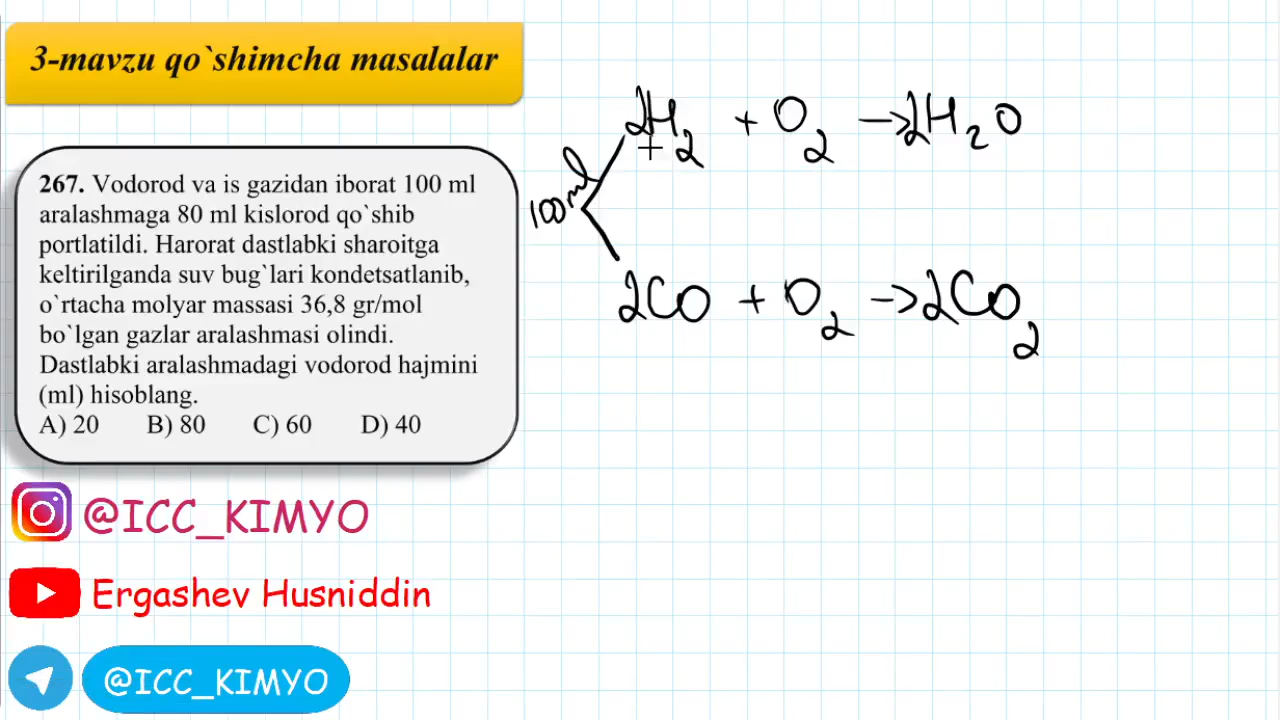 3-mavzu qo`shimcha masalalar
267. Vodorod va is gazidan iborat 100 ml
aralashmaga 80 ml kislorod qo`shib
portlatildi. Harorat dastlabki sharoitga
keltirilganda suv bug`lari kondetsatlanib,
o`rtacha molyar massasi 36,8 gr/mol
bo`lgan gazlar aralashmasi olindi.
Dastlabki aralashmadagi vodorod hajmini
(ml) hisoblang.
A) 20 B) 80 C) 60 D) 40
@ICC_KIMYO
Ergashev Husniddin
@ICC_KIMYO
2H₂ + O₂ → 2H₂O
+
100 ml
2CO + O₂ → 2CO₂